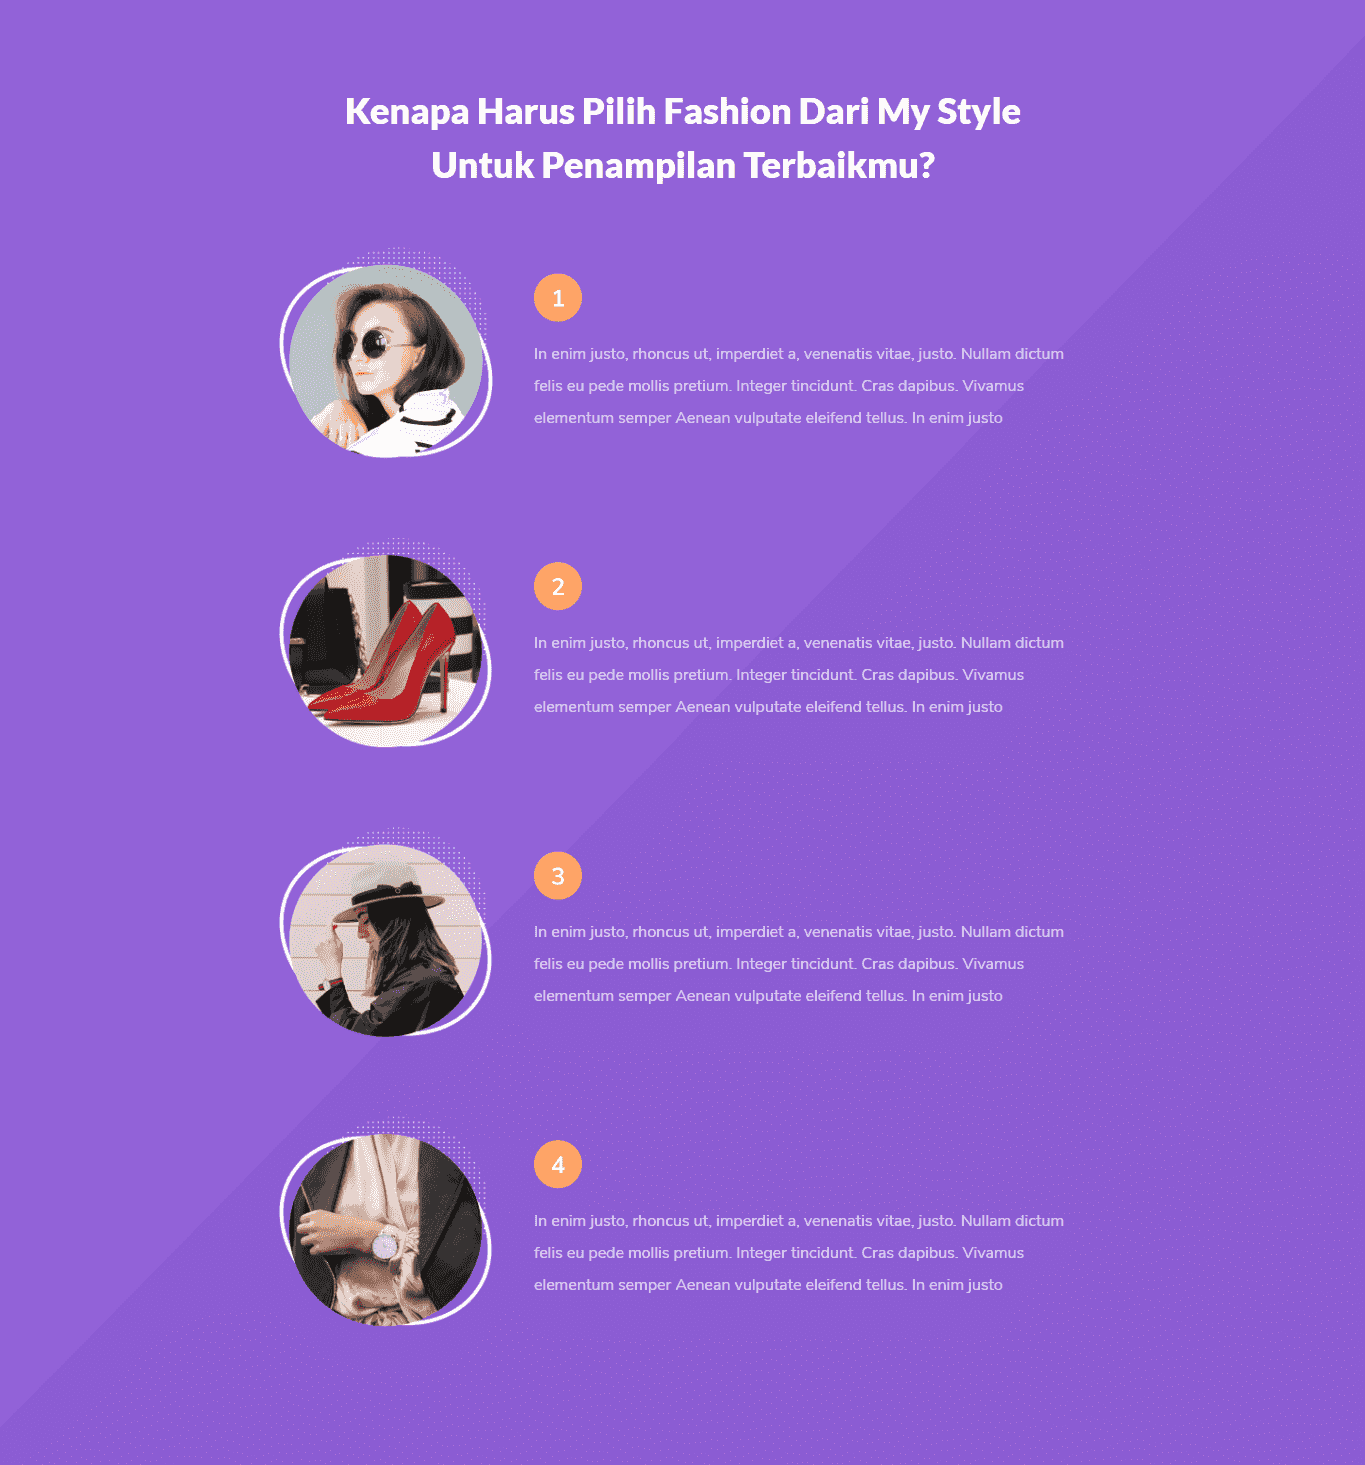 Kenapa Harus Pilih Fashion Dari My Style
Untuk Penampilan Terbaikmu?
1
In enim justo, rhoncus ut, imperdiet a, venenatis vitae, justo. Nullam dictum
felis eu pede mollis pretium. Integer tincidunt. Cras dapibus. Vivamus
elementum semper Aenean vulputate eleifend tellus. In enim justo
2
In enim justo, rhoncus ut, imperdiet a, venenatis vitae, justo. Nullam dictum
felis eu pede mollis pretium. Integer tincidunt. Cras dapibus. Vivamus
elementum semper Aenean vulputate eleifend tellus. In enim justo
3
In enim justo, rhoncus ut, imperdiet a, venenatis vitae, justo. Nullam dictum
felis eu pede mollis pretium. Integer tincidunt. Cras dapibus. Vivamus
elementum semper Aenean vulputate eleifend tellus. In enim justo
4
In enim justo, rhoncus ut, imperdiet a, venenatis vitae, justo. Nullam dictum
felis eu pede mollis pretium. Integer tincidunt. Cras dapibus. Vivamus
elementum semper Aenean vulputate eleifend tellus. In enim justo